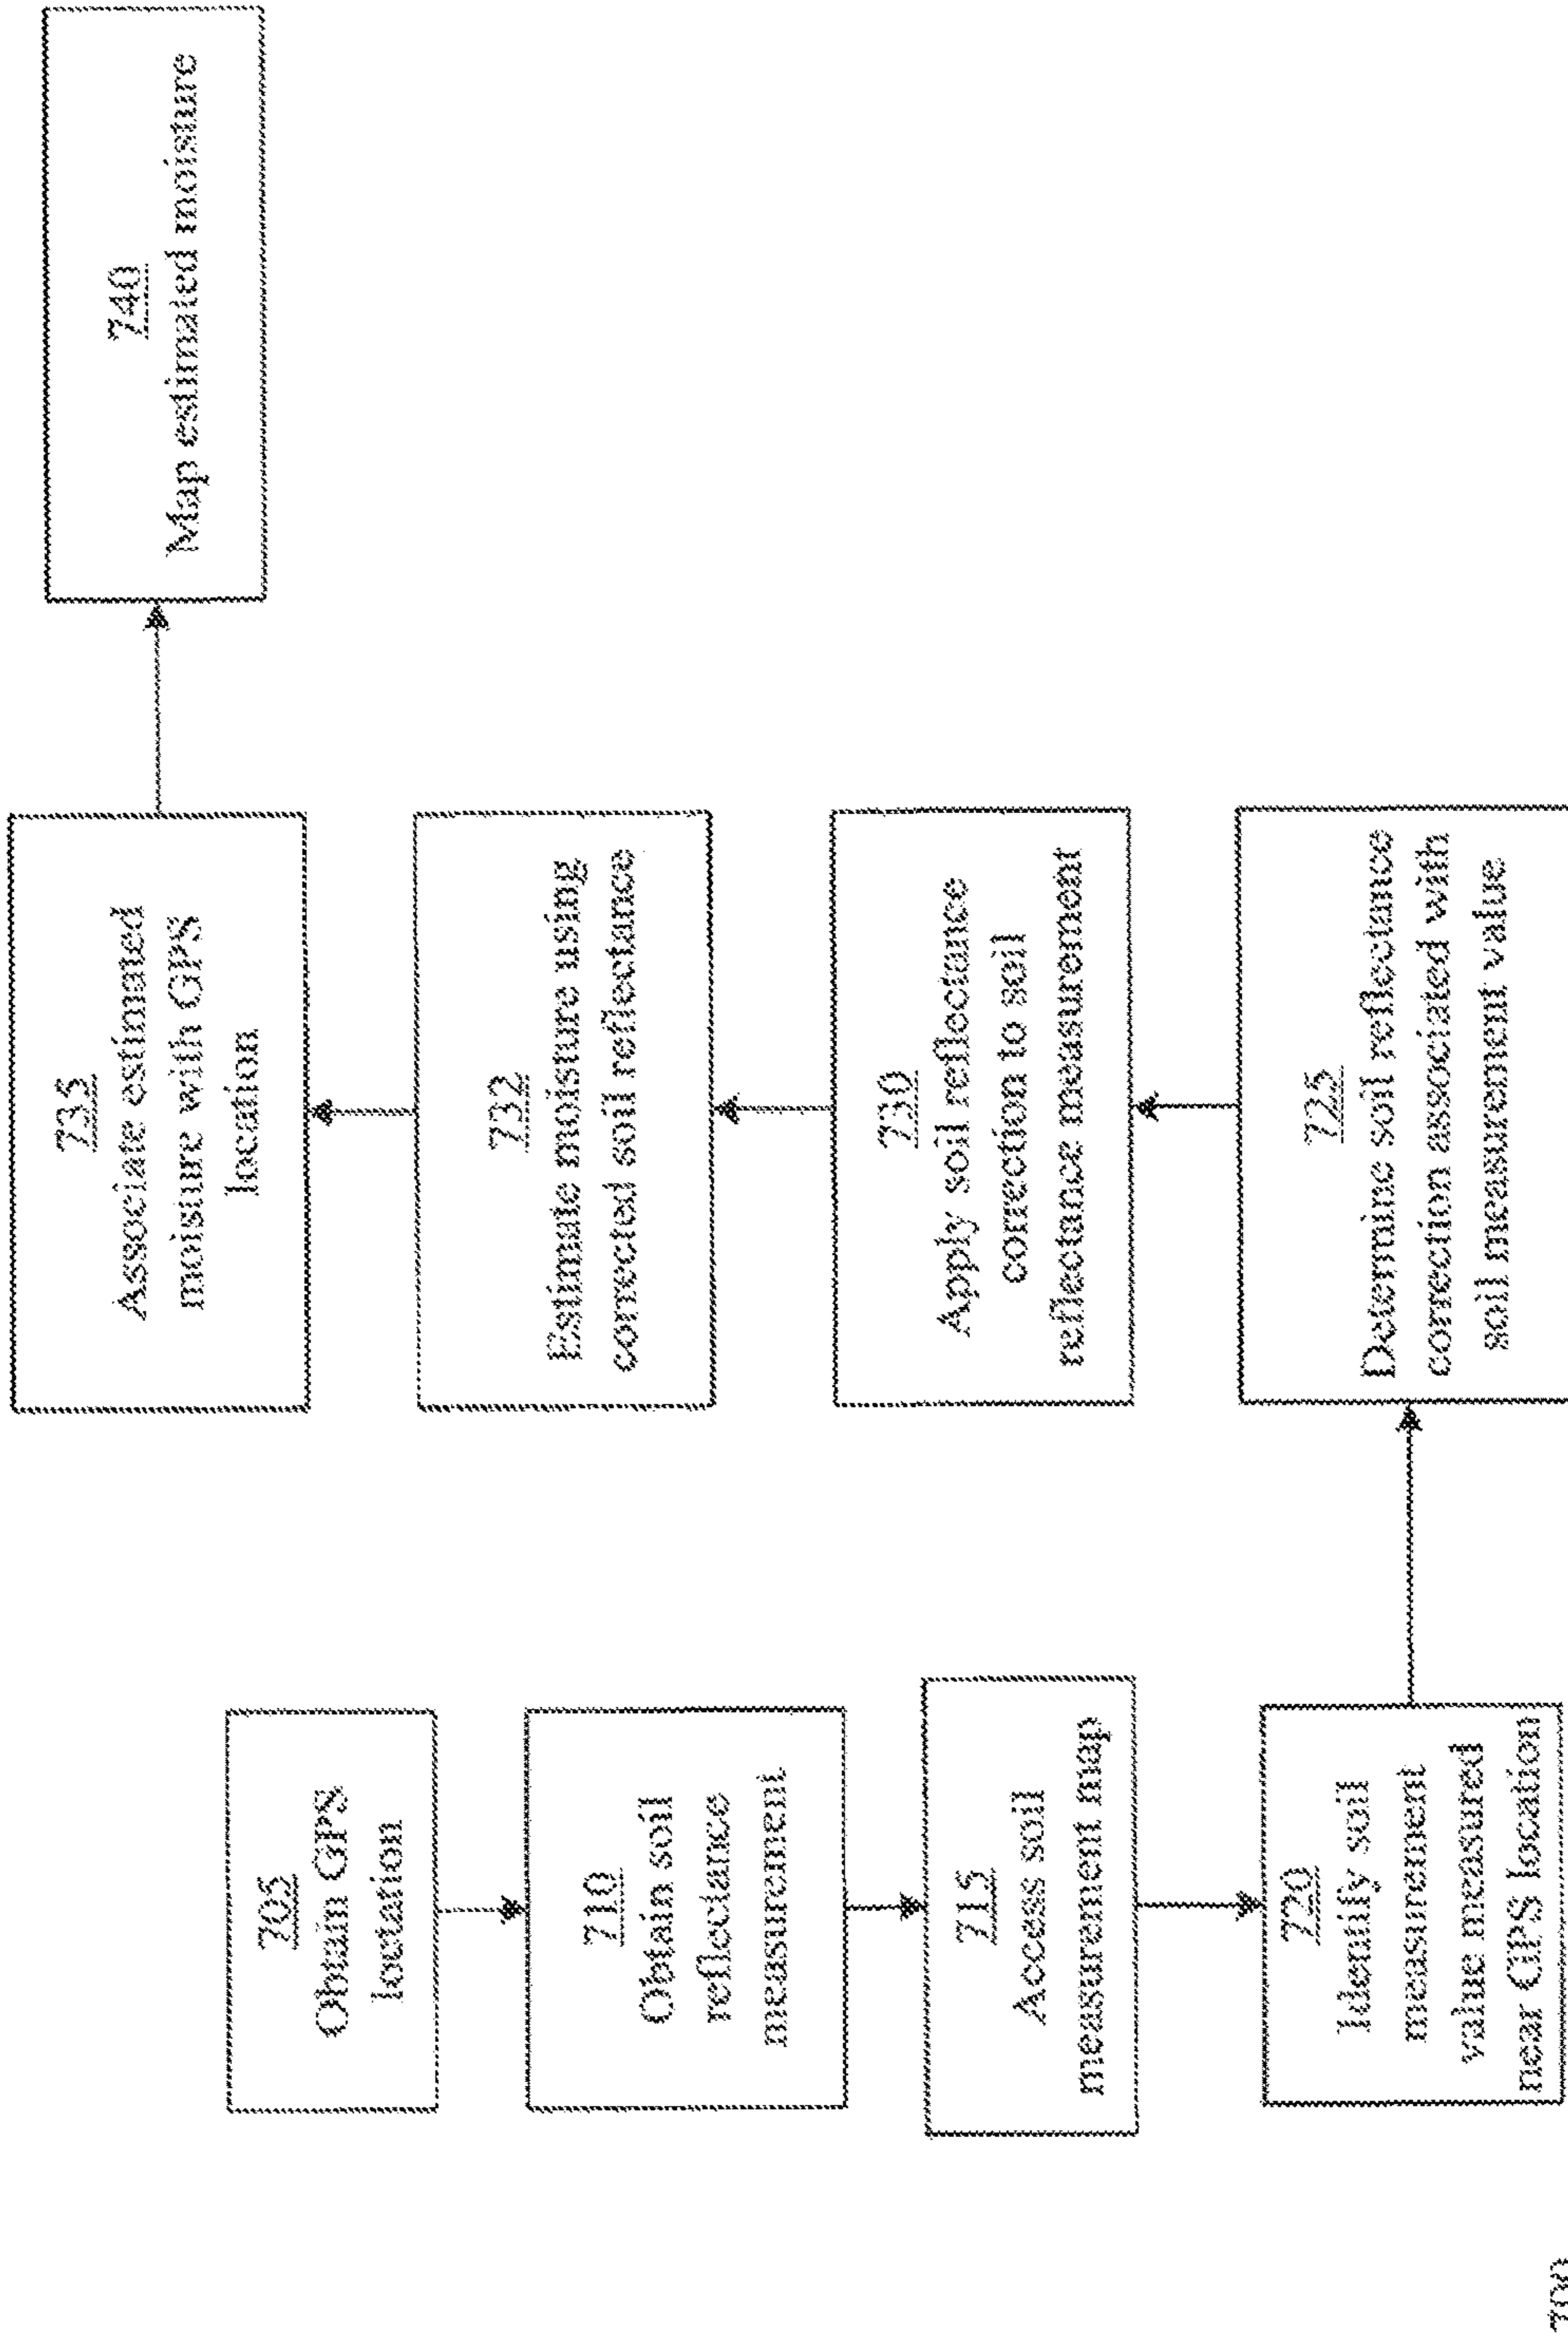 705
Obtain GPS
loctation
710
Obtain soil
reflectance
measurement
715
Access soil
measurement map
720
Identify soil
measurement
value measured
near GPS location
725
Determine soil reflectance
correction associated with
soil measurement value
730
Apply soil reflectance
correction to soil
reflectance measurement
732
Estimate moisture using
corrected soil reflectance
735
Associate estimated
moisture with GPS
location
740
Map estimated moisture
700